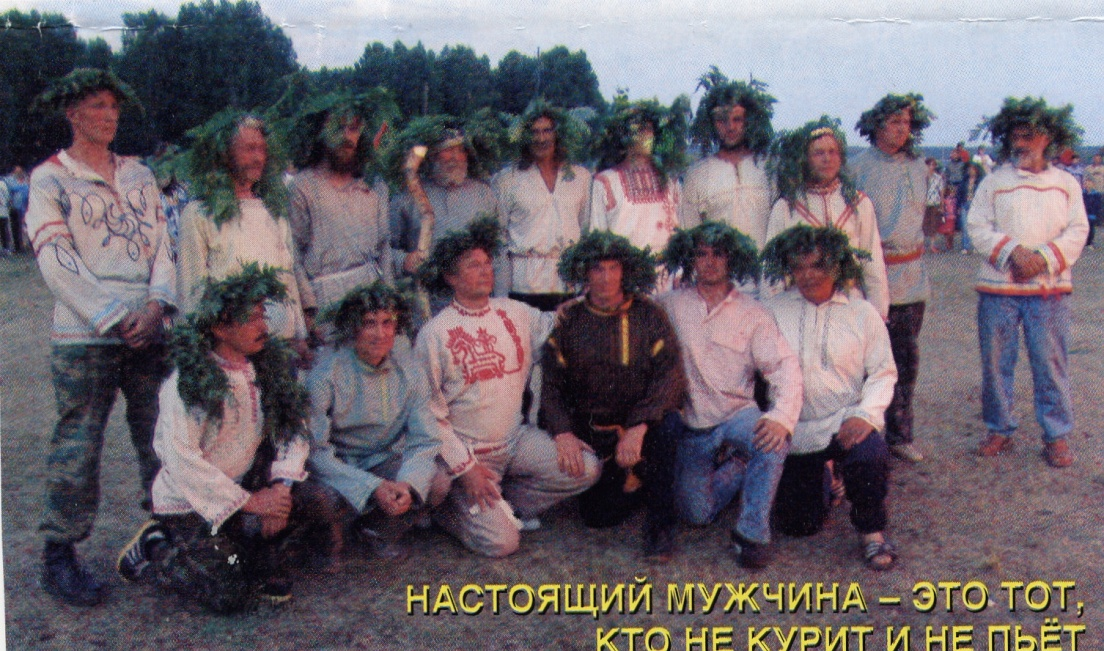 НАСТОЯЩИЙ МУЖЧИНА – ЭТО ТОТ,
КТО НЕ КУРИТ И НЕ ПЬЁТ